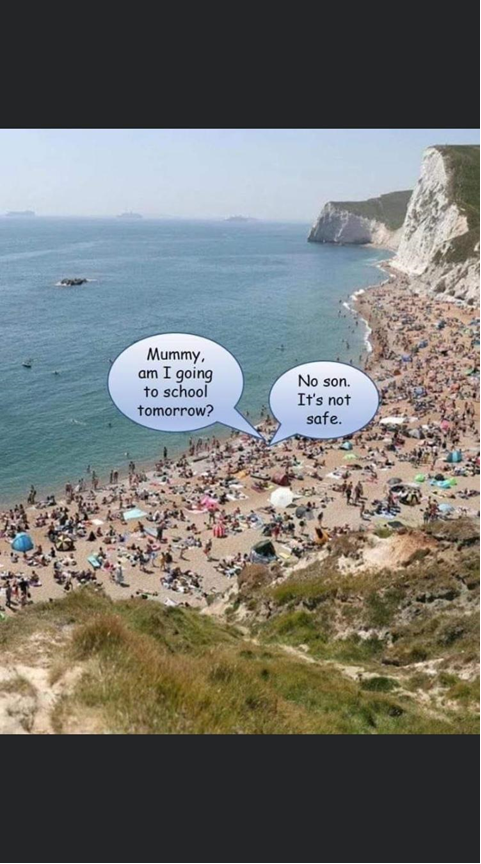 Mummy,
am I going
to school
tomorrow?
No son.
It's not
safe.